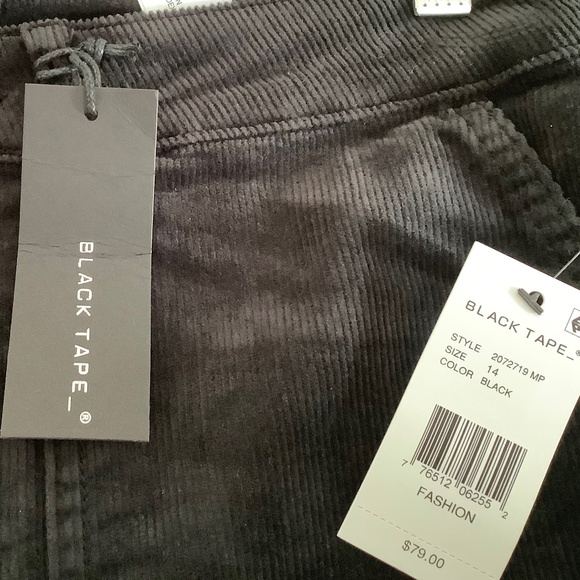 BLACK TAPE_®
BLACK TAPE_®
STYLE 2072719 MP
SIZE 14
COLOR BLACK
7 76512 06255 2
FASHION
$79.00